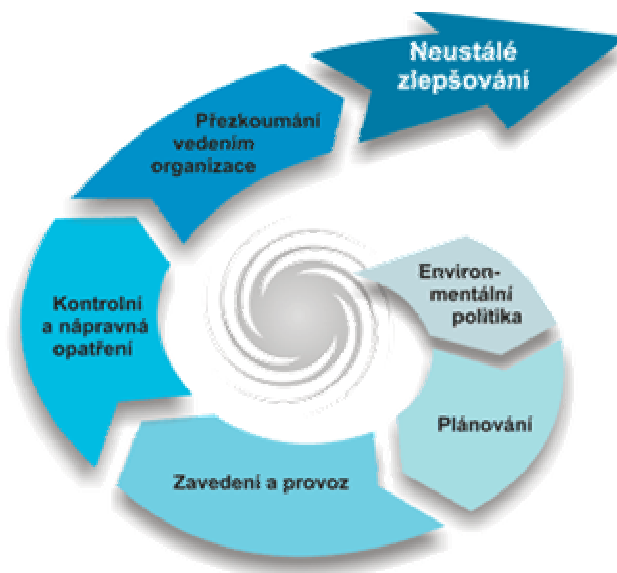 Neustálé
zlepšování
Přezkoumání
vedením
organizace
Environ-
mentální
politika
Kontrolní
a nápravná
opatření
Plánování
Zavedení a provoz